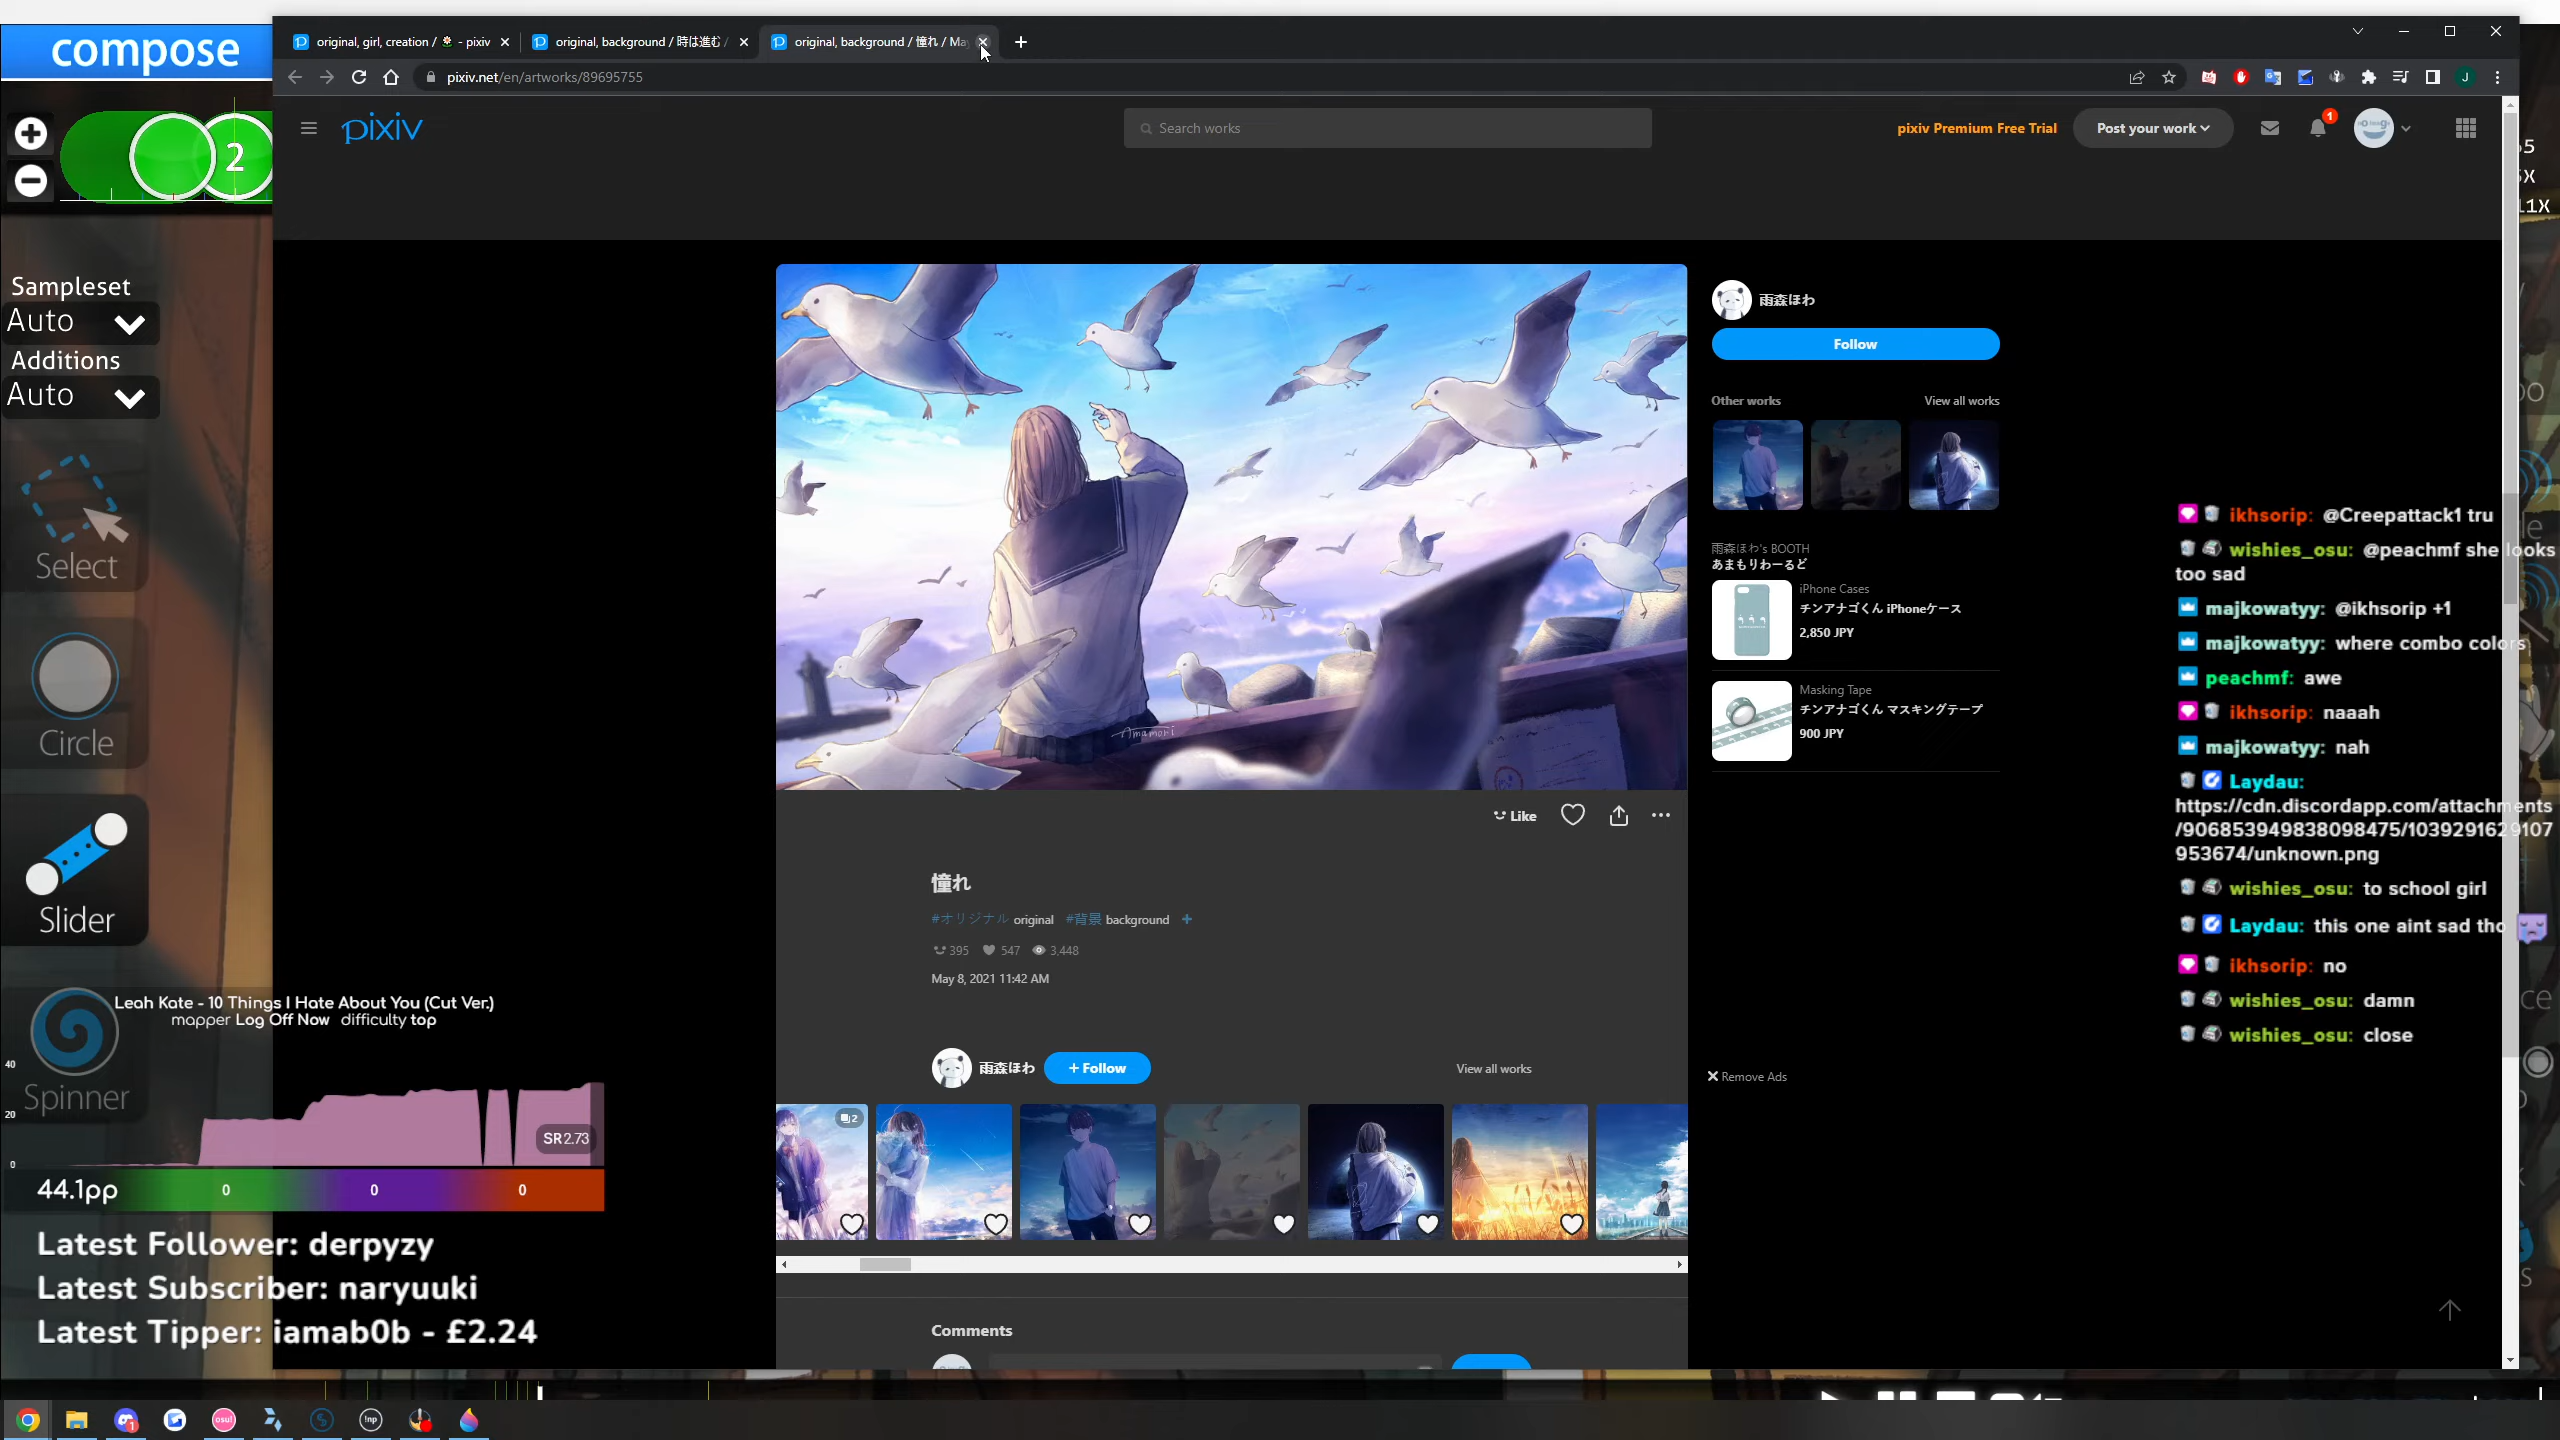 compose
original, girl, creation / - pixiv
original, background / 時は進む /
original, background / 憧れ / Ma
pixiv.net/en/artworks/89695755
J
pixiv
Search works
pixiv Premium Free Trial
Post your work
1
2
Sampleset
Auto
Additions
Auto
Select
Circle
Slider
Spinner
11X
雨森ほわ
Follow
Other works
View all works
雨森ほわ's BOOTH
あまもりわーるど
iPhone Cases
チンアナゴくん iPhoneケース
2,850 JPY
Masking Tape
チンアナゴくん マスキングテープ
900 JPY
Remove Ads
Amamori
Like
憧れ
#オリジナル original #背景 background +
395 547 3,448
May 8, 2021 11:42 AM
雨森ほわ
+ Follow
View all works
2
Comments
ikhsorip: @Creepattack1 tru
wishies_osu: @peachmf she looks
too sad
majkowatyy: @ikhsorip +1
majkowatyy: where combo colors
peachmf: awe
ikhsorip: naaah
majkowatyy: nah
Laydau:
https://cdn.discordapp.com/attachments
/906853949838098475/1039291629107
953674/unknown.png
wishies_osu: to school girl
Laydau: this one aint sad tho
ikhsorip: no
wishies_osu: damn
wishies_osu: close
Leah Kate - 10 Things I Hate About You (Cut Ver.)
mapper Log Off Now difficulty top
40
20
0
SR2.73
44.1pp
0
0
0
Latest Follower: derpyzy
Latest Subscriber: naryuuki
Latest Tipper: iamab0b - £2.24
1
osu!
!np